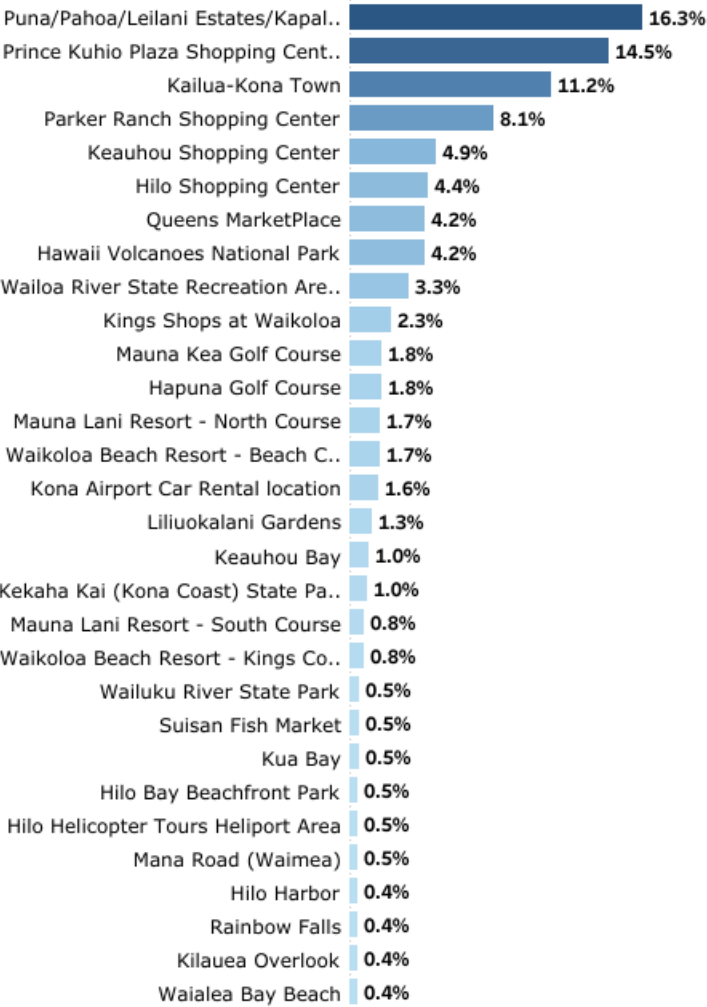 Puna/Pahoa/Leilani Estates/Kapal.. 16.3%
Prince Kuhio Plaza Shopping Cent.. 14.5%
Kailua-Kona Town 11.2%
Parker Ranch Shopping Center 8.1%
Keauhou Shopping Center 4.9%
Hilo Shopping Center 4.4%
Queens MarketPlace 4.2%
Hawaii Volcanoes National Park 4.2%
Wailoa River State Recreation Are.. 3.3%
Kings Shops at Waikoloa 2.3%
Mauna Kea Golf Course 1.8%
Hapuna Golf Course 1.8%
Mauna Lani Resort - North Course 1.7%
Waikoloa Beach Resort - Beach C.. 1.7%
Kona Airport Car Rental location 1.6%
Liliuokalani Gardens 1.3%
Keauhou Bay 1.0%
Kekaha Kai (Kona Coast) State Pa.. 1.0%
Mauna Lani Resort - South Course 0.8%
Waikoloa Beach Resort - Kings Co.. 0.8%
Wailuku River State Park 0.5%
Suisan Fish Market 0.5%
Kua Bay 0.5%
Hilo Bay Beachfront Park 0.5%
Hilo Helicopter Tours Heliport Area 0.5%
Mana Road (Waimea) 0.5%
Hilo Harbor 0.4%
Rainbow Falls 0.4%
Kilauea Overlook 0.4%
Waialea Bay Beach 0.4%